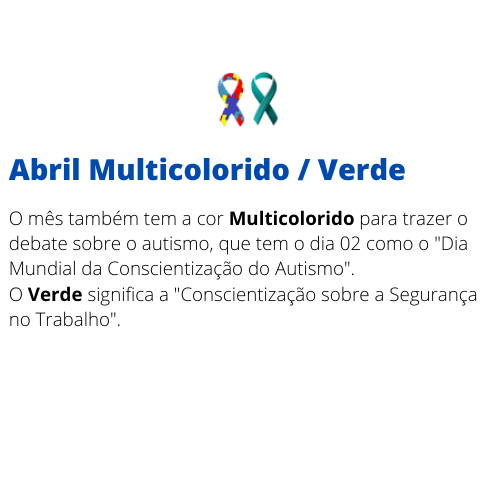 Abril Multicolorido / Verde
O mês também tem a cor Multicolorido para trazer o
debate sobre o autismo, que tem o dia 02 como o "Dia
Mundial da Conscientização do Autismo".
O Verde significa a "Conscientização sobre a Segurança
no Trabalho".